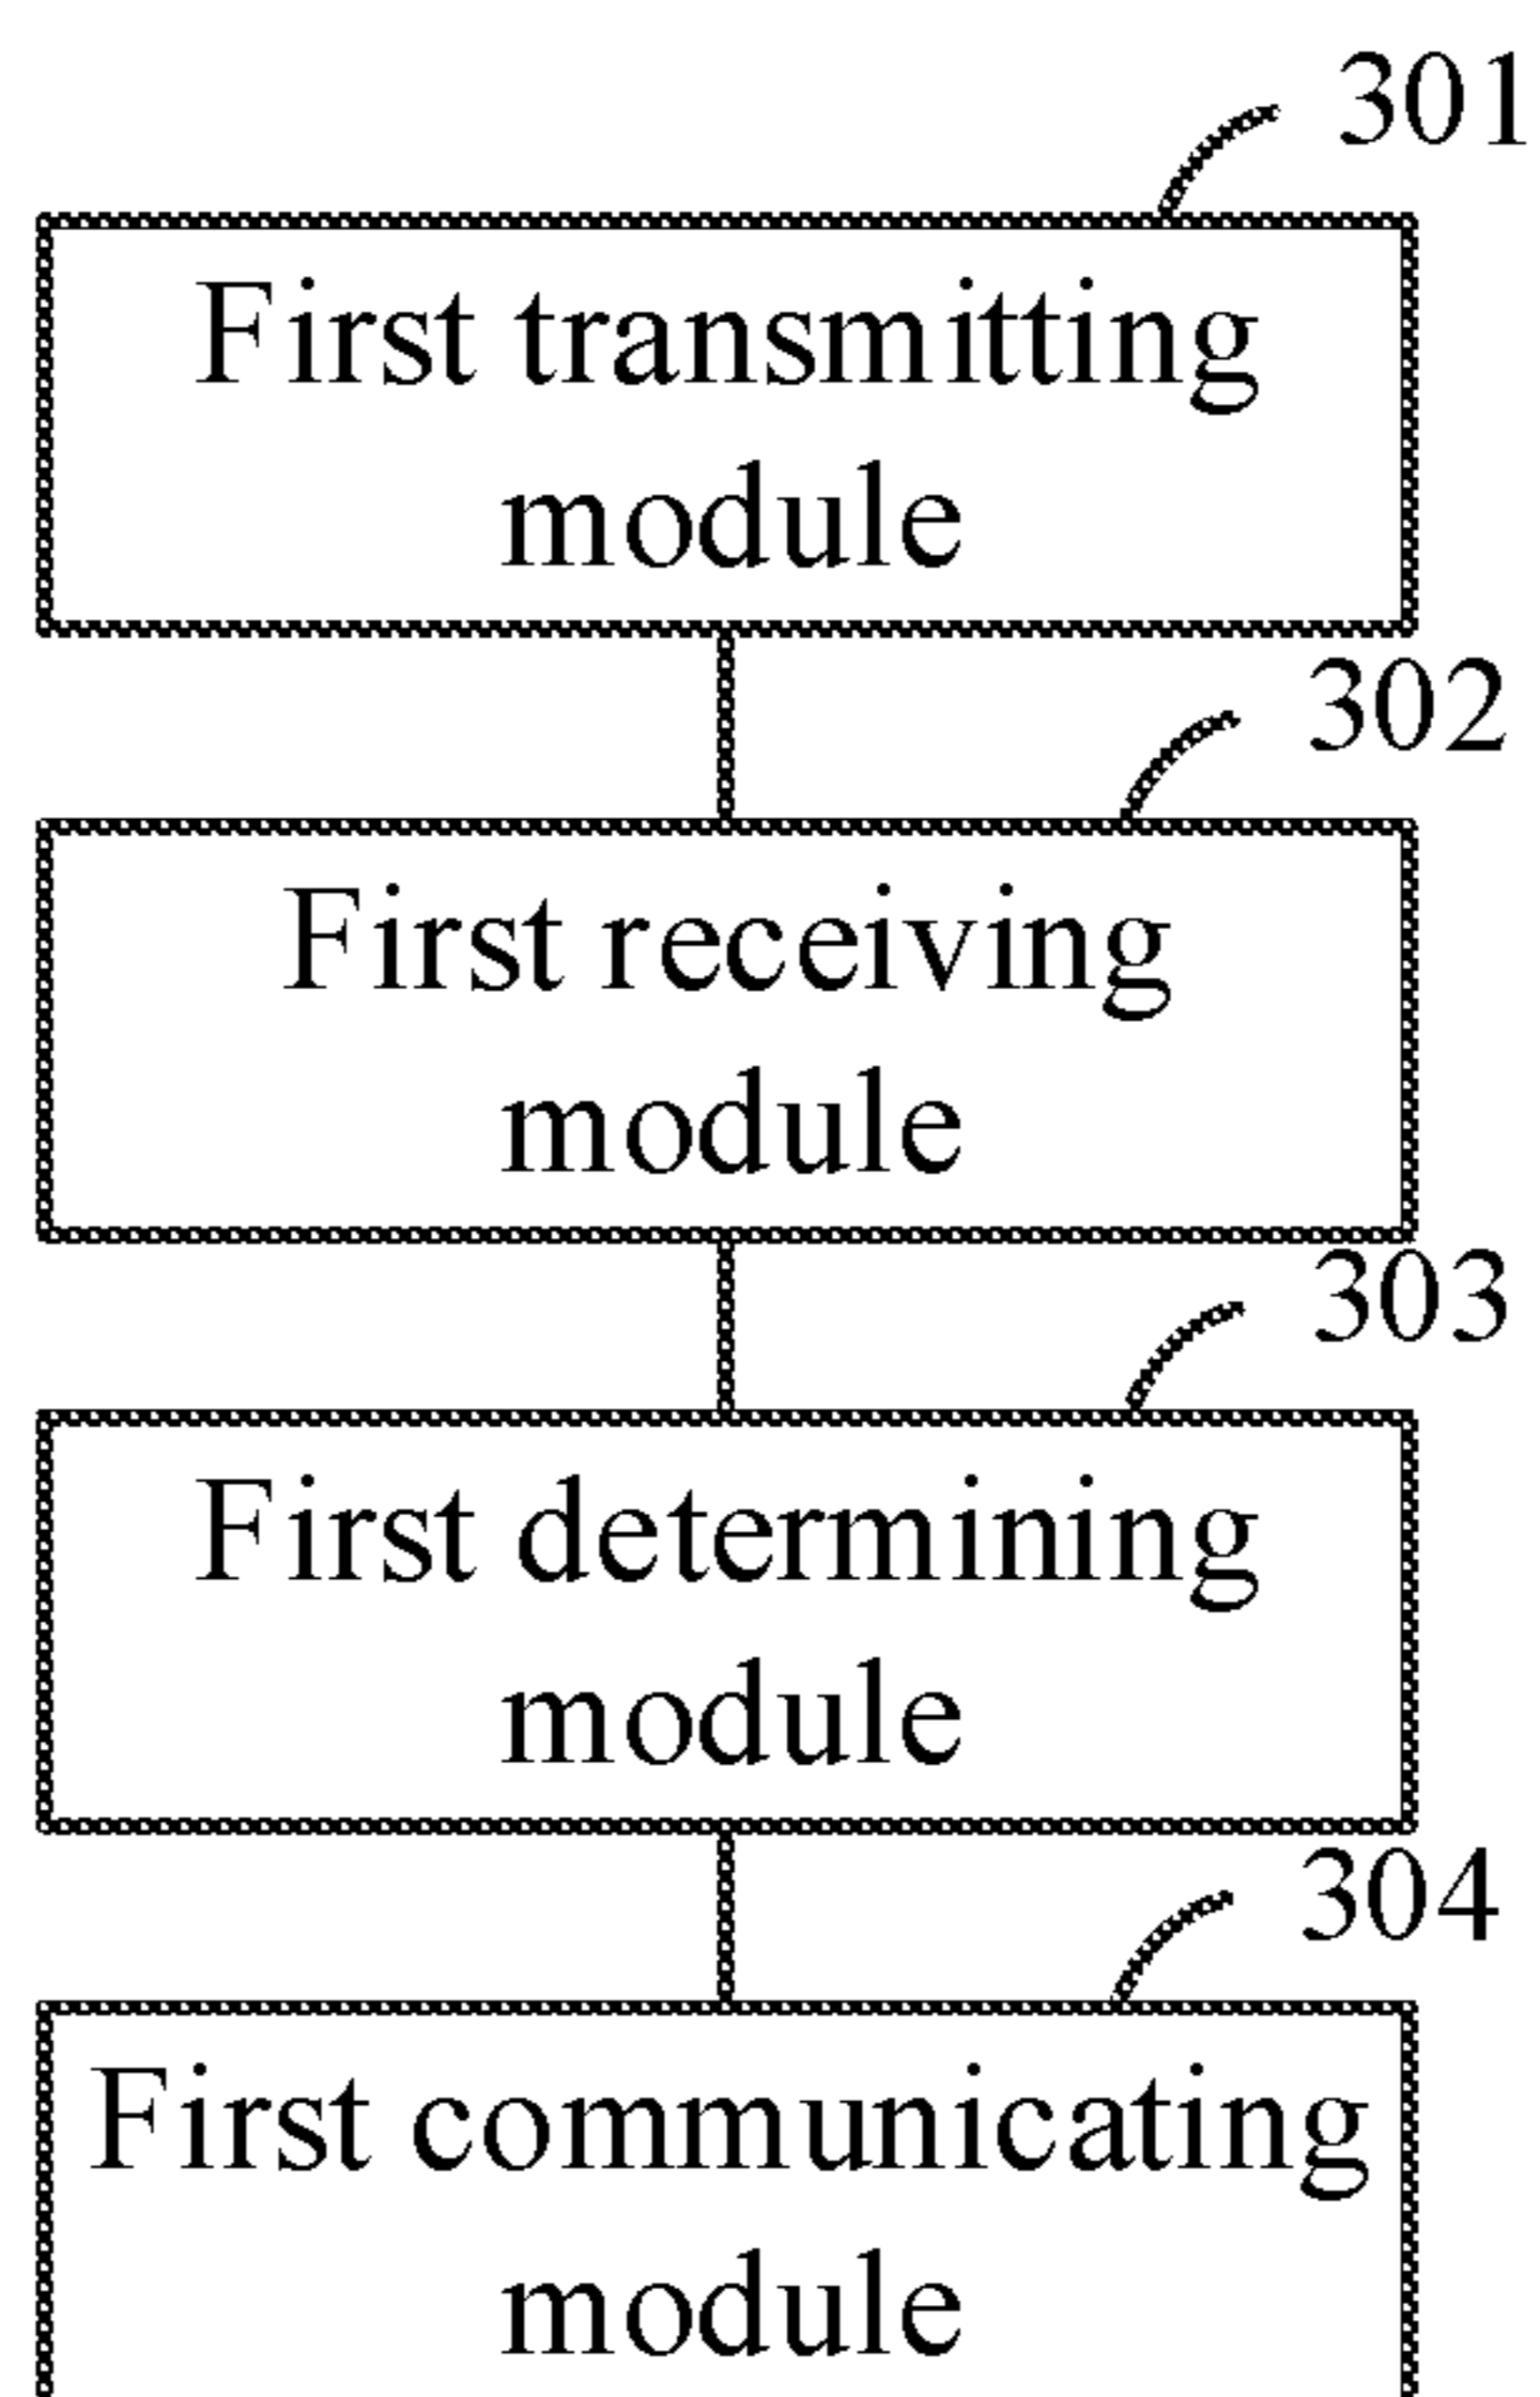 301
First transmitting
module
302
First receiving
module
303
First determining
module
304
First communicating
module